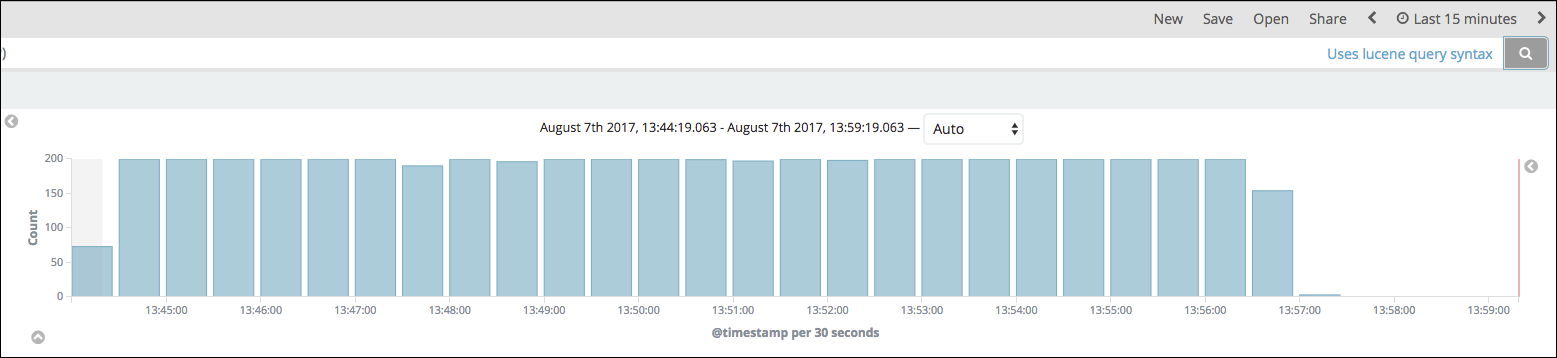 New Save Open Share Last 15 minutes
)
Uses lucene query syntax
August 7th 2017, 13:44:19.063 - August 7th 2017, 13:59:19.063 — Auto
200
150
100
50
0
Count
13:45:00 13:46:00 13:47:00 13:48:00 13:49:00 13:50:00 13:51:00 13:52:00 13:53:00 13:54:00 13:55:00 13:56:00 13:57:00 13:58:00 13:59:00
@timestamp per 30 seconds